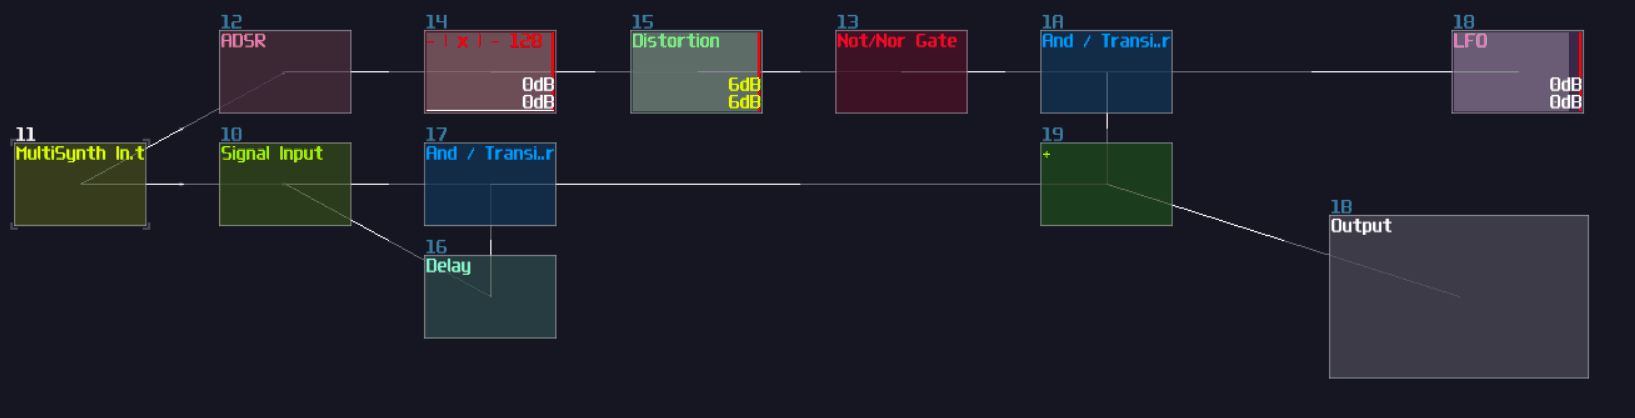 12
ADSR
14
- | x | - 128
0dB
0dB
15
Distortion
6dB
6dB
13
Not/Nor Gate
1A
And / Transi..r
18
LFO
0dB
0dB
11
MultiSynth In.t
10
Signal Input
17
And / Transi..r
19
+
16
Delay
1B
Output